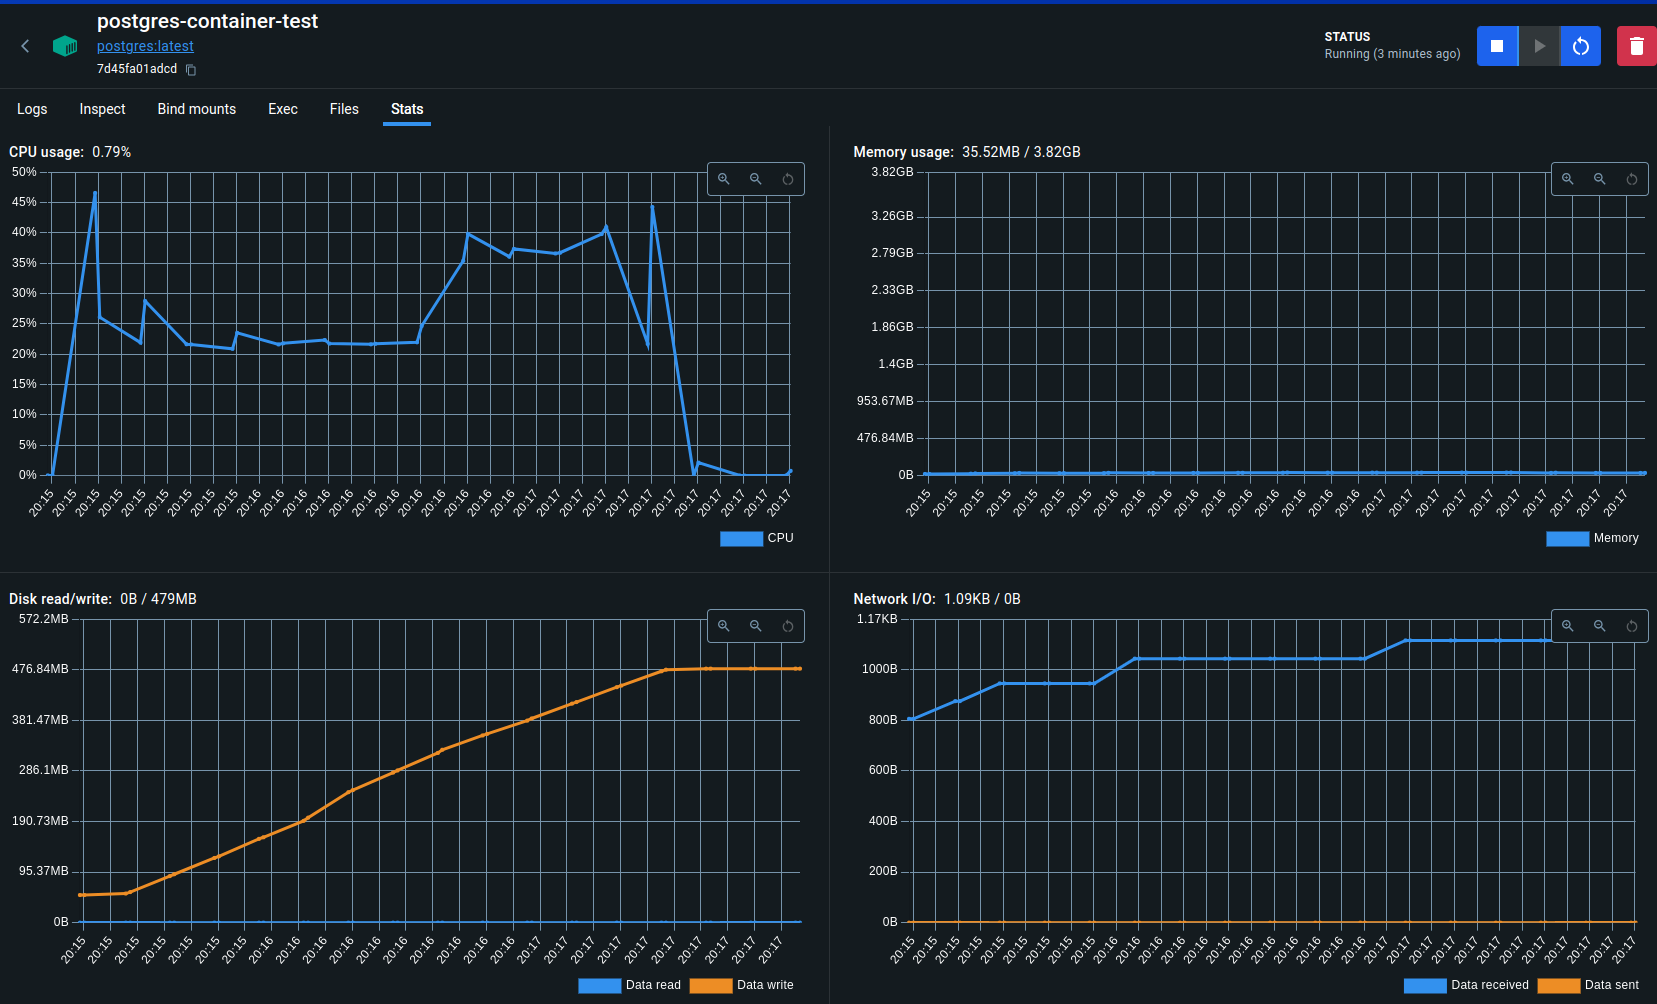 postgres-container-test
postgres:latest
7d45fa01adcd
STATUS
Running (3 minutes ago)
Logs Inspect Bind mounts Exec Files Stats
CPU usage: 0.79%
50%
45%
40%
35%
30%
25%
20%
15%
10%
5%
0%
20:15 20:15 20:15 20:15 20:15 20:15 20:15 20:15 20:15 20:16 20:16 20:16 20:16 20:16 20:16 20:16 20:16 20:16 20:16 20:16 20:16 20:17 20:17 20:17 20:17 20:17 20:17 20:17 20:17 20:17 20:17 20:17 20:17
CPU
Memory usage: 35.52MB / 3.82GB
3.82GB
3.26GB
2.79GB
2.33GB
1.86GB
1.4GB
953.67MB
476.84MB
0B
20:15 20:15 20:15 20:15 20:15 20:15 20:15 20:16 20:16 20:16 20:16 20:16 20:16 20:16 20:16 20:16 20:16 20:17 20:17 20:17 20:17 20:17 20:17 20:17 20:17 20:17 20:17
Memory
Disk read/write: 0B / 479MB
572.2MB
476.84MB
381.47MB
286.1MB
190.73MB
95.37MB
0B
20:15 20:15 20:15 20:15 20:15 20:15 20:15 20:16 20:16 20:16 20:16 20:16 20:16 20:16 20:16 20:16 20:16 20:17 20:17 20:17 20:17 20:17 20:17 20:17 20:17 20:17 20:17
Data read Data write
Network I/O: 1.09KB / 0B
1.17KB
1000B
800B
600B
400B
200B
0B
20:15 20:15 20:15 20:15 20:15 20:15 20:15 20:15 20:15 20:16 20:16 20:16 20:16 20:16 20:16 20:16 20:16 20:16 20:16 20:16 20:16 20:17 20:17 20:17 20:17 20:17 20:17 20:17 20:17 20:17 20:17 20:17 20:17
Data received Data sent